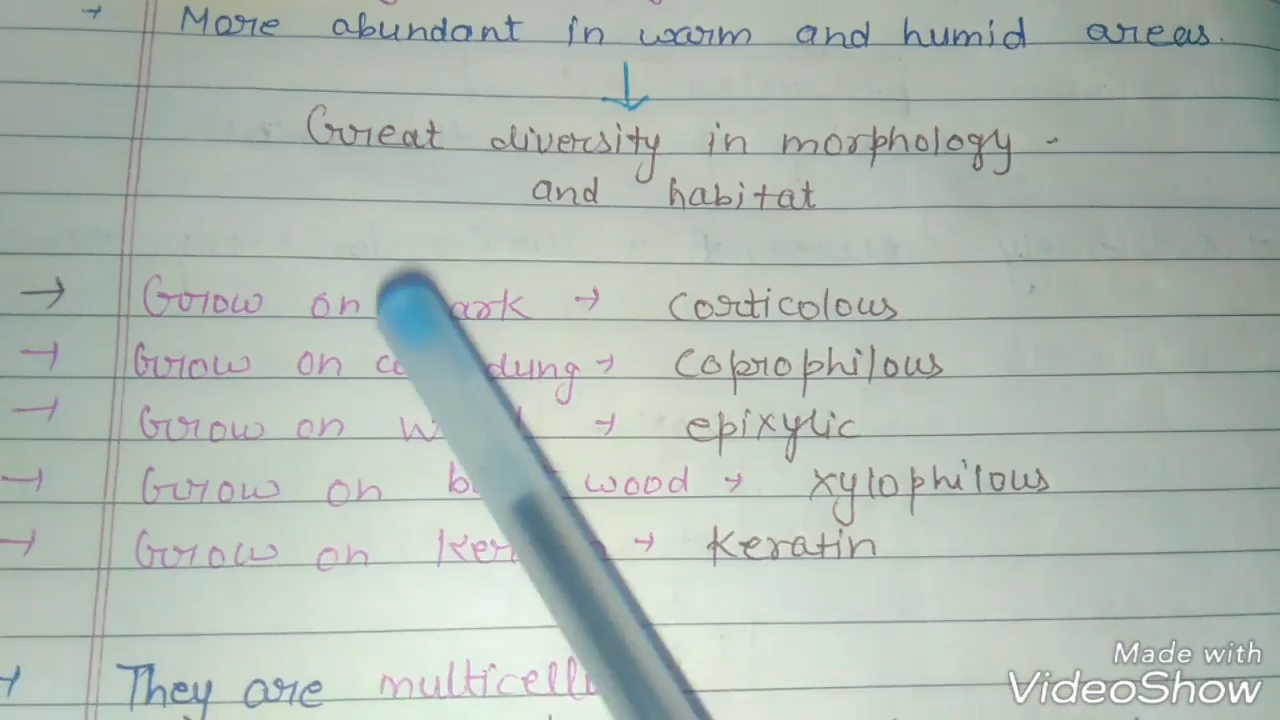 → More abundant in warm and humid areas.
↓
Great diversity in morphology -
and habitat
→ Grow on → corticolous
→ Grow on dung → coprophilous
→ Grow on → epixylic
→ Grow on wood → xylophilous
→ Grow on → Keratin
→ They are
Made with
VideoShow